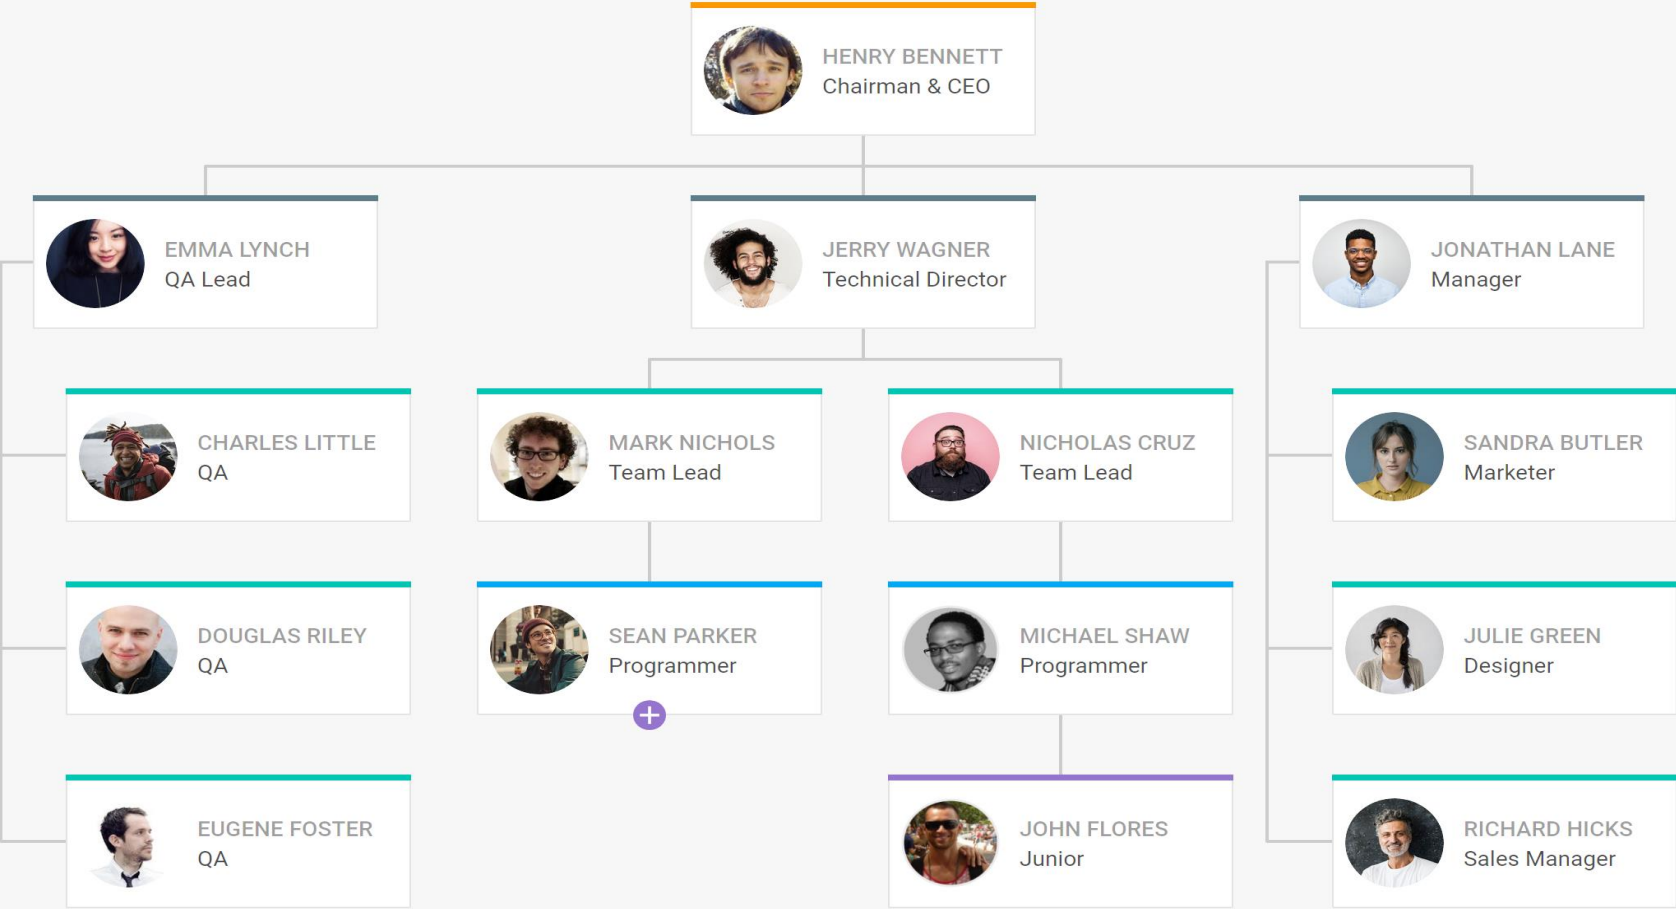 HENRY BENNETT
Chairman & CEO
EMMA LYNCH
QA Lead
JERRY WAGNER
Technical Director
JONATHAN LANE
Manager
CHARLES LITTLE
QA
MARK NICHOLS
Team Lead
NICHOLAS CRUZ
Team Lead
SANDRA BUTLER
Marketer
DOUGLAS RILEY
QA
SEAN PARKER
Programmer
MICHAEL SHAW
Programmer
JULIE GREEN
Designer
EUGENE FOSTER
QA
JOHN FLORES
Junior
RICHARD HICKS
Sales Manager